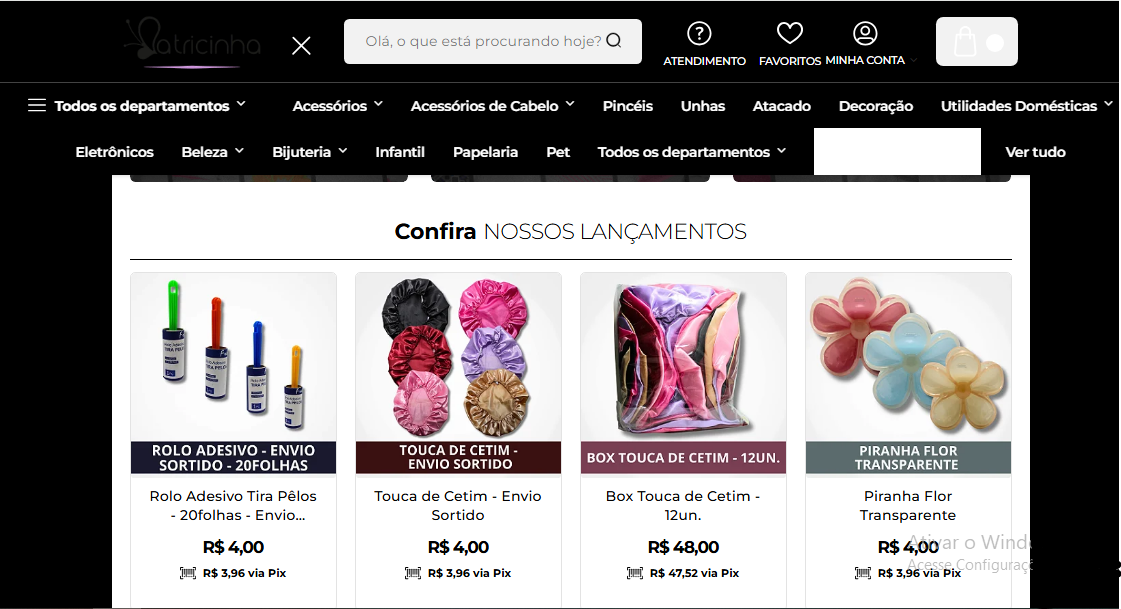 Patricinha
Olá, o que está procurando hoje?
ATENDIMENTO
FAVORITOS
MINHA CONTA
Todos os departamentos
Acessórios
Acessórios de Cabelo
Pincéis
Unhas
Atacado
Decoração
Utilidades Domésticas
Eletrônicos
Beleza
Bijuteria
Infantil
Papelaria
Pet
Todos os departamentos
Ver tudo
Confira NOSSOS LANÇAMENTOS
ROLO ADESIVO - ENVIO
SORTIDO - 20FOLHAS
TOUCA DE CETIM -
ENVIO SORTIDO
BOX TOUCA DE CETIM - 12UN.
PIRANHA FLOR
TRANSPARENTE
Rolo Adesivo Tira Pêlos
- 20folhas - Envio...
Touca de Cetim - Envio
Sortido
Box Touca de Cetim -
12un.
Piranha Flor
Transparente
R$ 4,00
R$ 4,00
R$ 48,00
R$ 4,00
R$ 3,96 via Pix
R$ 3,96 via Pix
R$ 47,52 via Pix
R$ 3,96 via Pix
Ativar o Wind
Acesse Configuraç